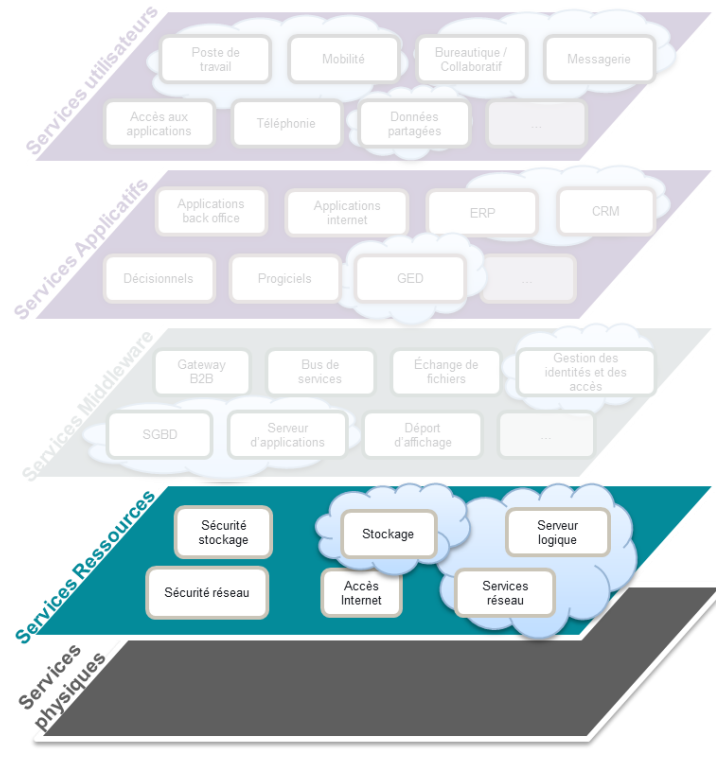 Services utilisateurs
Poste de
travail
Mobilité
Bureautique /
Collaboratif
Messagerie
Accès aux
applications
Téléphonie
Données
partagées
...
Services Applicatifs
Applications
back office
Applications
internet
ERP
CRM
Décisionnels
Progiciels
GED
...
Services Middleware
Gateway
B2B
Bus de
services
Échange de
fichiers
Gestion des
identités et des
accès
SGBD
Serveur
d'applications
Déport
d'affichage
...
Services Ressources
Sécurité
stockage
Stockage
Serveur
logique
Sécurité réseau
Accès
Internet
Services
réseau
Services
physiques